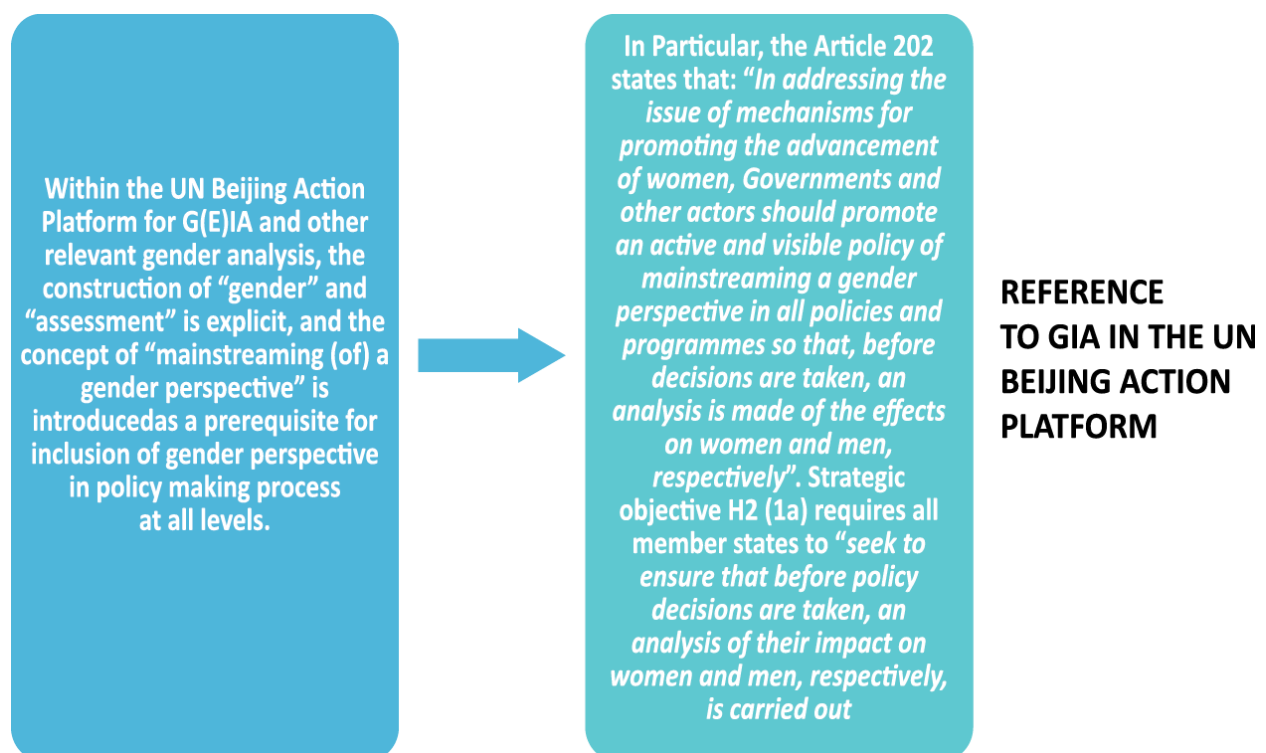 Within the UN Beijing Action
Platform for G(E)IA and other
relevant gender analysis, the
construction of “gender” and
“assessment” is explicit, and the
concept of “mainstreaming (of) a
gender perspective” is
introducedas a prerequisite for
inclusion of gender perspective
in policy making process
at all levels.
In Particular, the Article 202
states that: “In addressing the
issue of mechanisms for
promoting the advancement
of women, Governments and
other actors should promote
an active and visible policy of
mainstreaming a gender
perspective in all policies and
programmes so that, before
decisions are taken, an
analysis is made of the effects
on women and men,
respectively”. Strategic
objective H2 (1a) requires all
member states to “seek to
ensure that before policy
decisions are taken, an
analysis of their impact on
women and men, respectively,
is carried out
REFERENCE
TO GIA IN THE UN
BEIJING ACTION
PLATFORM